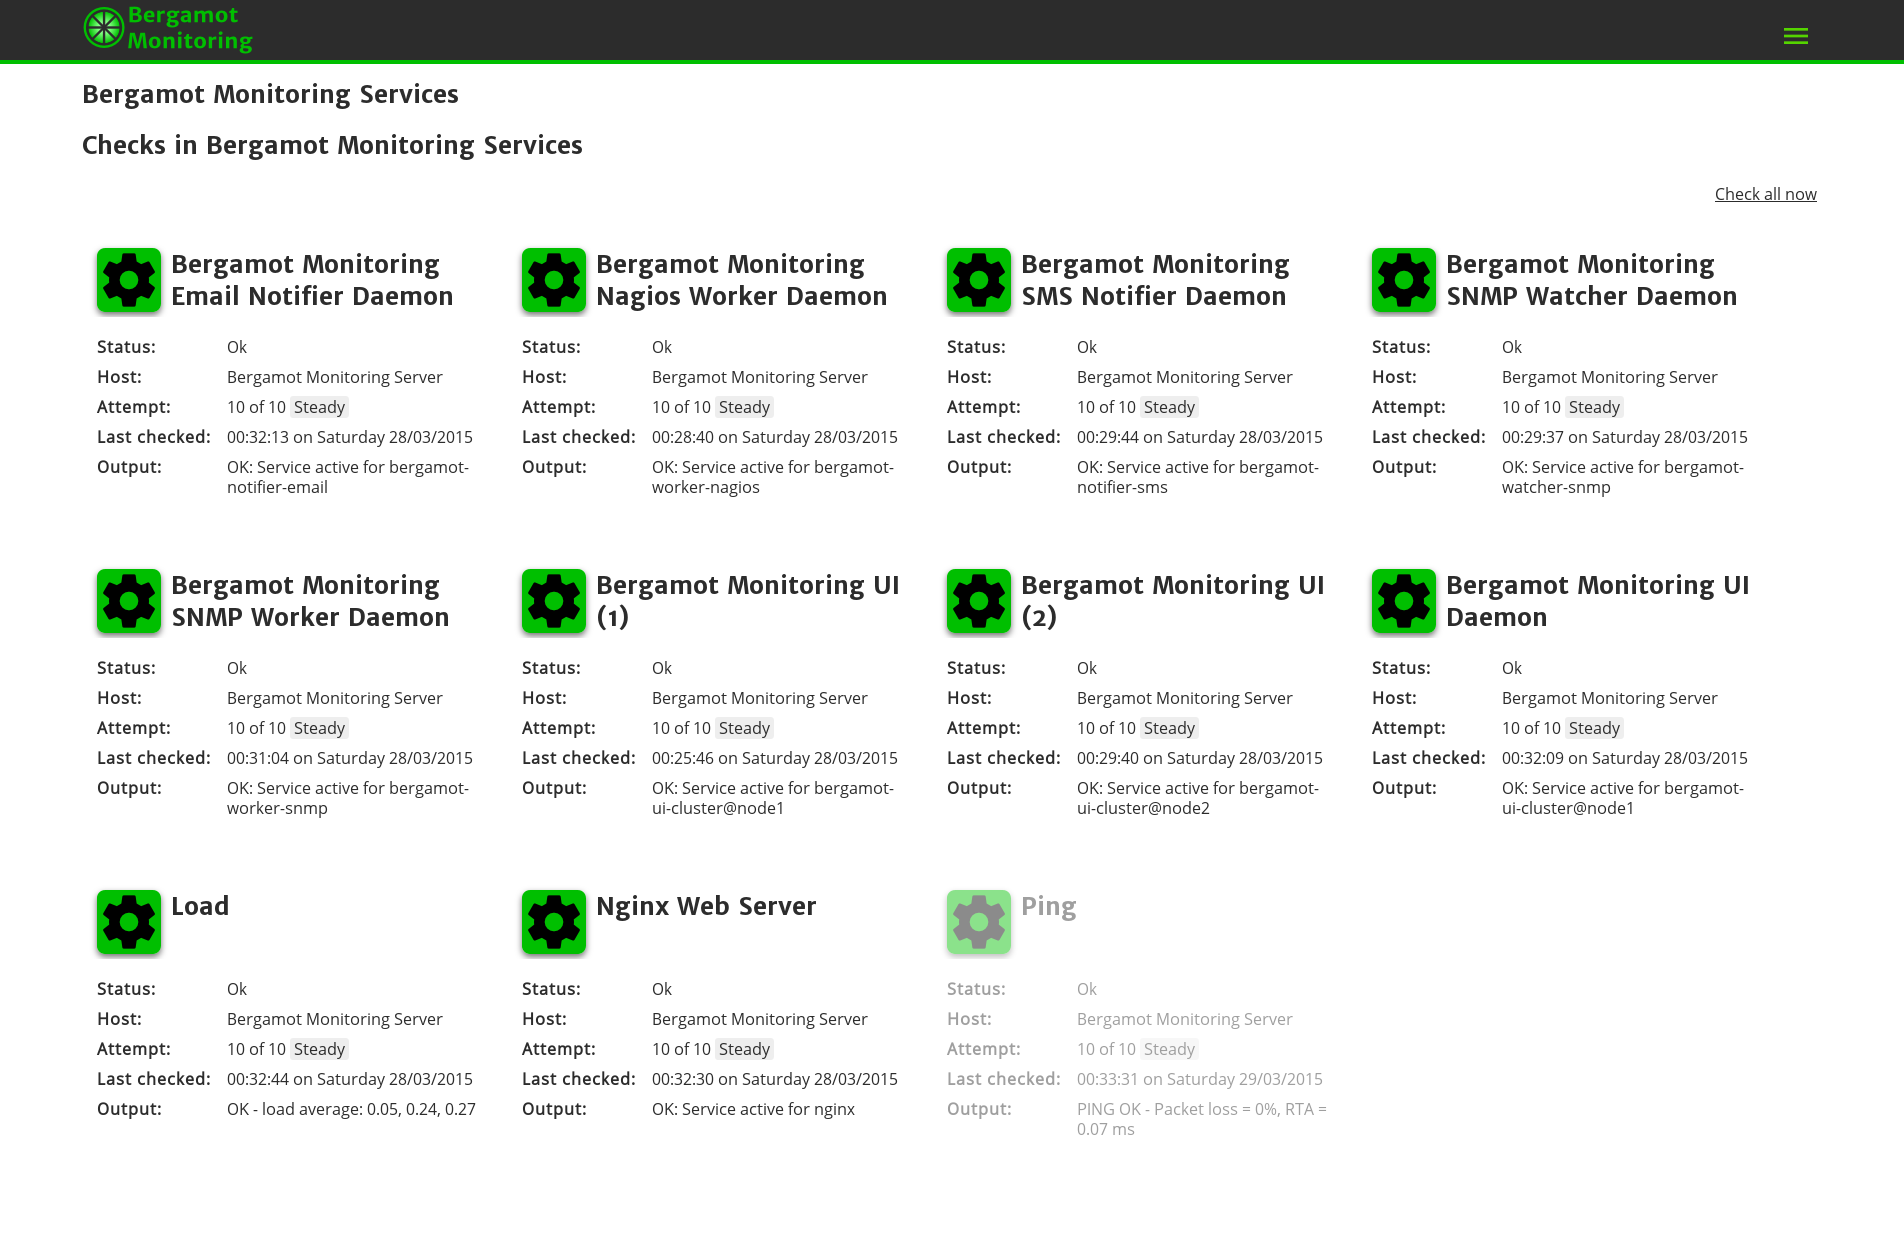 Bergamot
Monitoring
Bergamot Monitoring Services
Checks in Bergamot Monitoring Services
Check all now
Bergamot Monitoring
Email Notifier Daemon
Status: Ok
Host: Bergamot Monitoring Server
Attempt: 10 of 10 Steady
Last checked: 00:32:13 on Saturday 28/03/2015
Output: OK: Service active for bergamot-
notifier-email
Bergamot Monitoring
Nagios Worker Daemon
Status: Ok
Host: Bergamot Monitoring Server
Attempt: 10 of 10 Steady
Last checked: 00:28:40 on Saturday 28/03/2015
Output: OK: Service active for bergamot-
worker-nagios
Bergamot Monitoring
SMS Notifier Daemon
Status: Ok
Host: Bergamot Monitoring Server
Attempt: 10 of 10 Steady
Last checked: 00:29:44 on Saturday 28/03/2015
Output: OK: Service active for bergamot-
notifier-sms
Bergamot Monitoring
SNMP Watcher Daemon
Status: Ok
Host: Bergamot Monitoring Server
Attempt: 10 of 10 Steady
Last checked: 00:29:37 on Saturday 28/03/2015
Output: OK: Service active for bergamot-
watcher-snmp
Bergamot Monitoring
SNMP Worker Daemon
Status: Ok
Host: Bergamot Monitoring Server
Attempt: 10 of 10 Steady
Last checked: 00:31:04 on Saturday 28/03/2015
Output: OK: Service active for bergamot-
worker-snmp
Bergamot Monitoring UI
(1)
Status: Ok
Host: Bergamot Monitoring Server
Attempt: 10 of 10 Steady
Last checked: 00:25:46 on Saturday 28/03/2015
Output: OK: Service active for bergamot-
ui-cluster@node1
Bergamot Monitoring UI
(2)
Status: Ok
Host: Bergamot Monitoring Server
Attempt: 10 of 10 Steady
Last checked: 00:29:40 on Saturday 28/03/2015
Output: OK: Service active for bergamot-
ui-cluster@node2
Bergamot Monitoring UI
Daemon
Status: Ok
Host: Bergamot Monitoring Server
Attempt: 10 of 10 Steady
Last checked: 00:32:09 on Saturday 28/03/2015
Output: OK: Service active for bergamot-
ui-cluster@node1
Load
Status: Ok
Host: Bergamot Monitoring Server
Attempt: 10 of 10 Steady
Last checked: 00:32:44 on Saturday 28/03/2015
Output: OK - load average: 0.05, 0.24, 0.27
Nginx Web Server
Status: Ok
Host: Bergamot Monitoring Server
Attempt: 10 of 10 Steady
Last checked: 00:32:30 on Saturday 28/03/2015
Output: OK: Service active for nginx
Ping
Status: Ok
Host: Bergamot Monitoring Server
Attempt: 10 of 10 Steady
Last checked: 00:33:31 on Saturday 29/03/2015
Output: PING OK - Packet loss = 0%, RTA =
0.07 ms